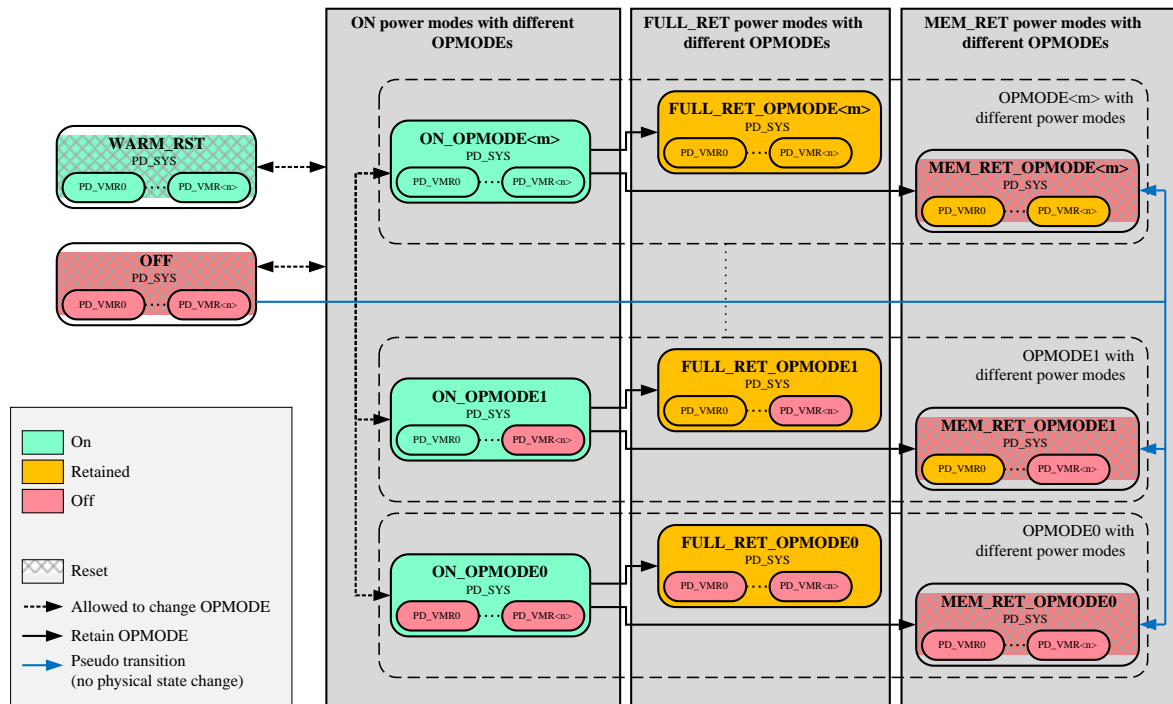 ON power modes with different
OPMODEs
FULL_RET power modes with
different OPMODEs
MEM_RET power modes with
different OPMODEs
WARM_RST
PD_SYS
PD_VMR0
PD_VMR<n>
OFF
PD_SYS
PD_VMR0
PD_VMR<n>
OPMODE<m> with
different power modes
ON_OPMODE<m>
PD_SYS
PD_VMR0
PD_VMR<n>
FULL_RET_OPMODE<m>
PD_SYS
PD_VMR0
PD_VMR<n>
MEM_RET_OPMODE<m>
PD_SYS
PD_VMR0
PD_VMR<n>
OPMODE1 with
different power modes
ON_OPMODE1
PD_SYS
PD_VMR0
PD_VMR<n>
FULL_RET_OPMODE1
PD_SYS
PD_VMR0
PD_VMR<n>
MEM_RET_OPMODE1
PD_SYS
PD_VMR0
PD_VMR<n>
OPMODE0 with
different power modes
ON_OPMODE0
PD_SYS
PD_VMR0
PD_VMR<n>
FULL_RET_OPMODE0
PD_SYS
PD_VMR0
PD_VMR<n>
MEM_RET_OPMODE0
PD_SYS
PD_VMR0
PD_VMR<n>
On
Retained
Off
Reset
Allowed to change OPMODE
Retain OPMODE
Pseudo transition
(no physical state change)